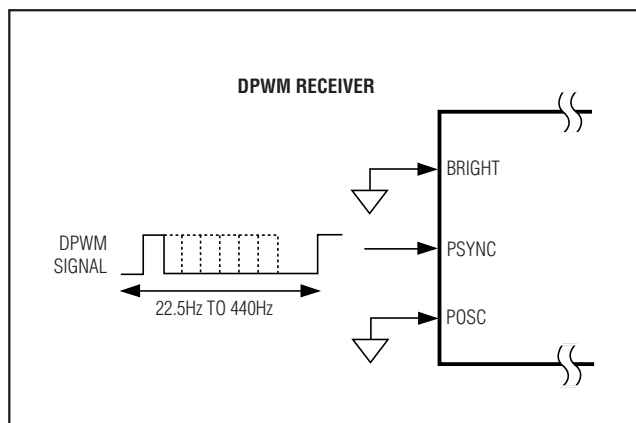 DPWM RECEIVER
BRIGHT
DPWM
SIGNAL
PSYNC
22.5Hz TO 440Hz
POSC